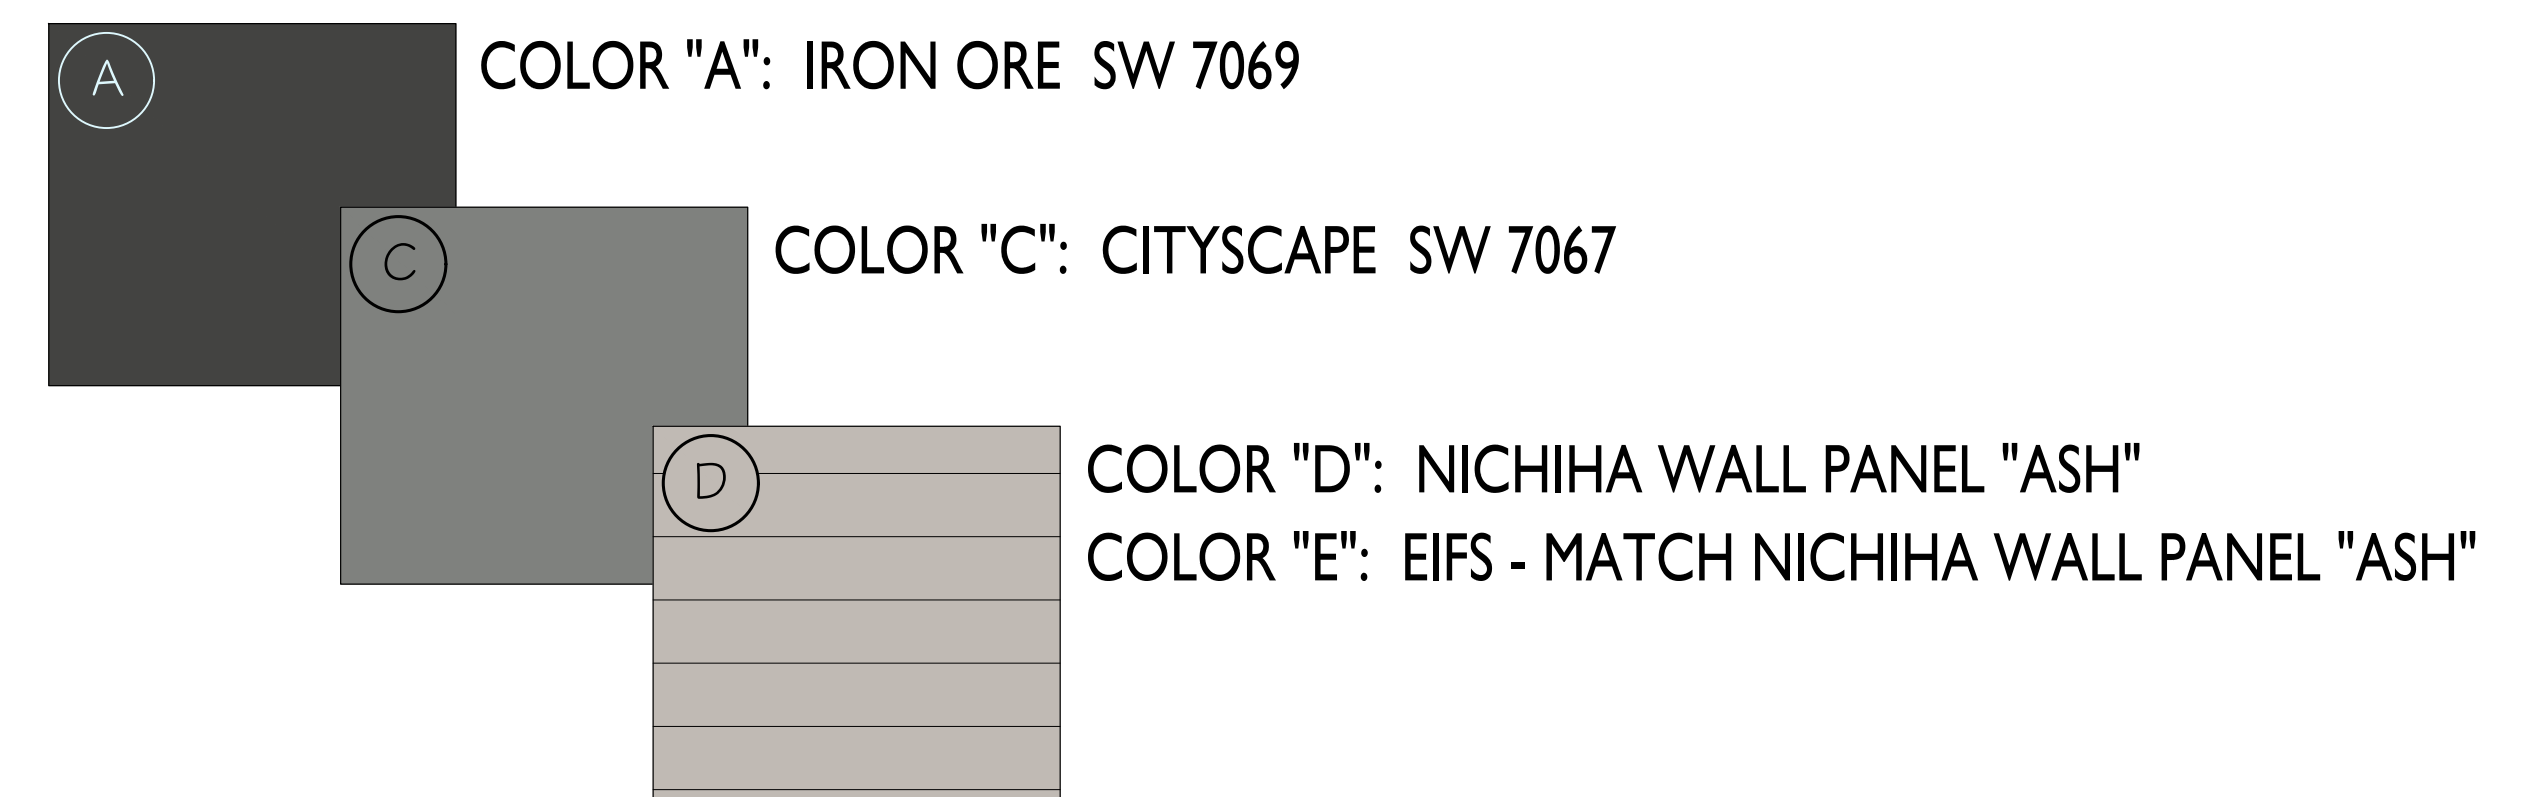 A
COLOR "A": IRON ORE SW 7069
C
COLOR "C": CITYSCAPE SW 7067
D
COLOR "D": NICHIHA WALL PANEL "ASH"
COLOR "E": EIFS - MATCH NICHIHA WALL PANEL "ASH"